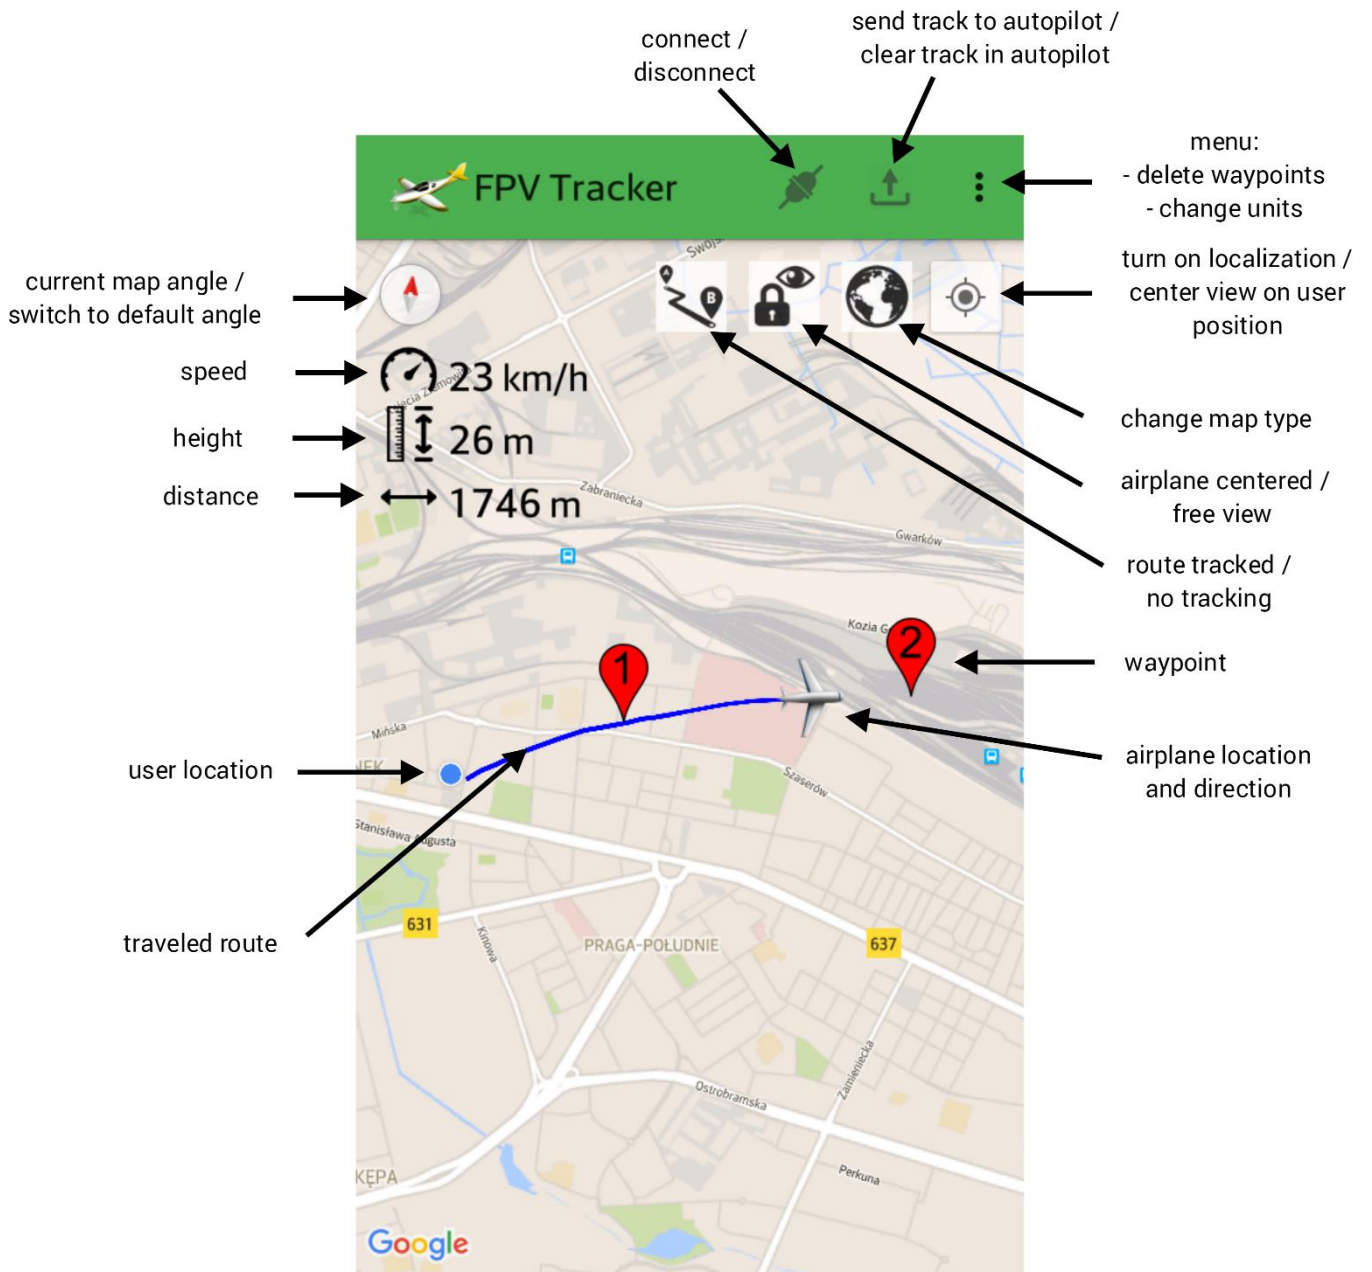 send track to autopilot /
clear track in autopilot
connect /
disconnect
menu:
- delete waypoints
- change units
FPV Tracker
turn on localization /
center view on user
position
current map angle /
switch to default angle
B
speed
23 km/h
height
26 m
distance
1746 m
change map type
airplane centered /
free view
route tracked /
no tracking
Zabraniecka
Gwarków
Kozia G
1
2
waypoint
Mińska
NEK
user location
Szaserów
airplane location
and direction
Stanisława Augusta
traveled route
631
Kinowa
PRAGA-POŁUDNIE
637
Zamieniecka
Ostrobramska
Perkuna
KĘPA
Google